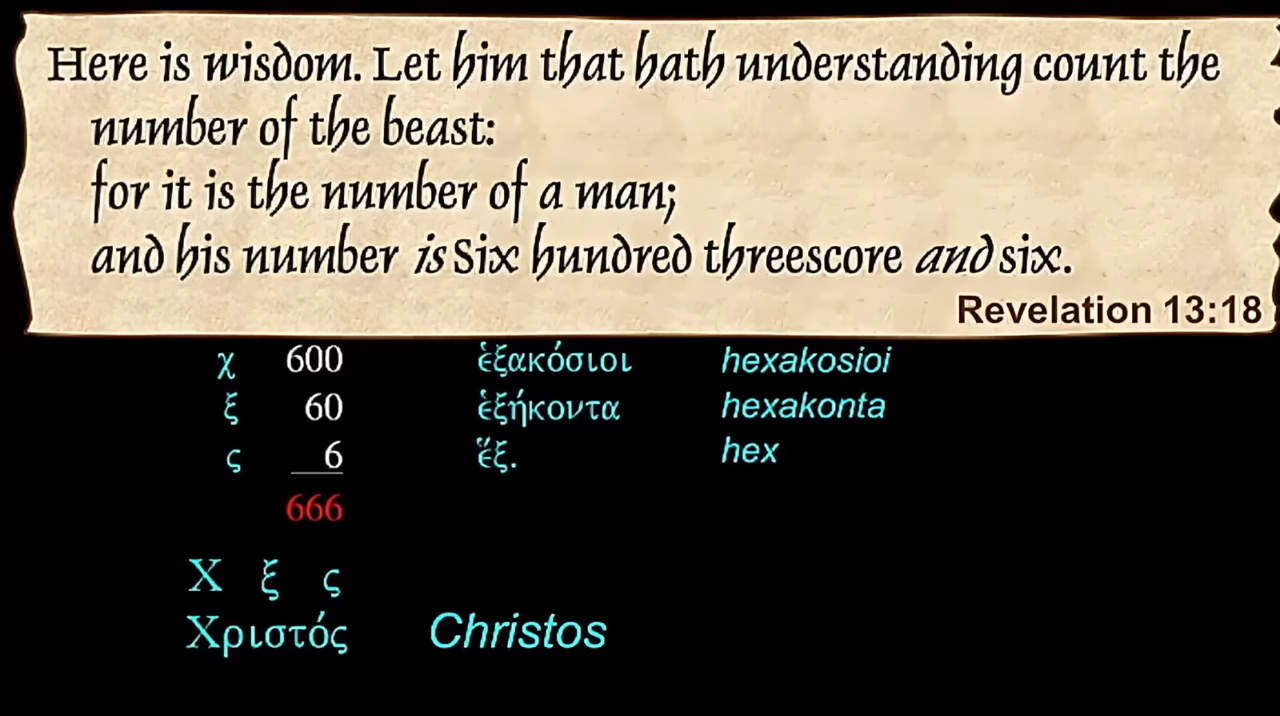 Here is wisdom. Let him that hath understanding count the
number of the beast:
for it is the number of a man;
and his number is Six hundred threescore and six.
Revelation 13:18
χ 600 ἑξακόσιοι hexakosioi
ξ 60 ἑξήκοντα hexakonta
ς 6 ἕξ. hex
666
Χ ξ ς
Χριστός Christos